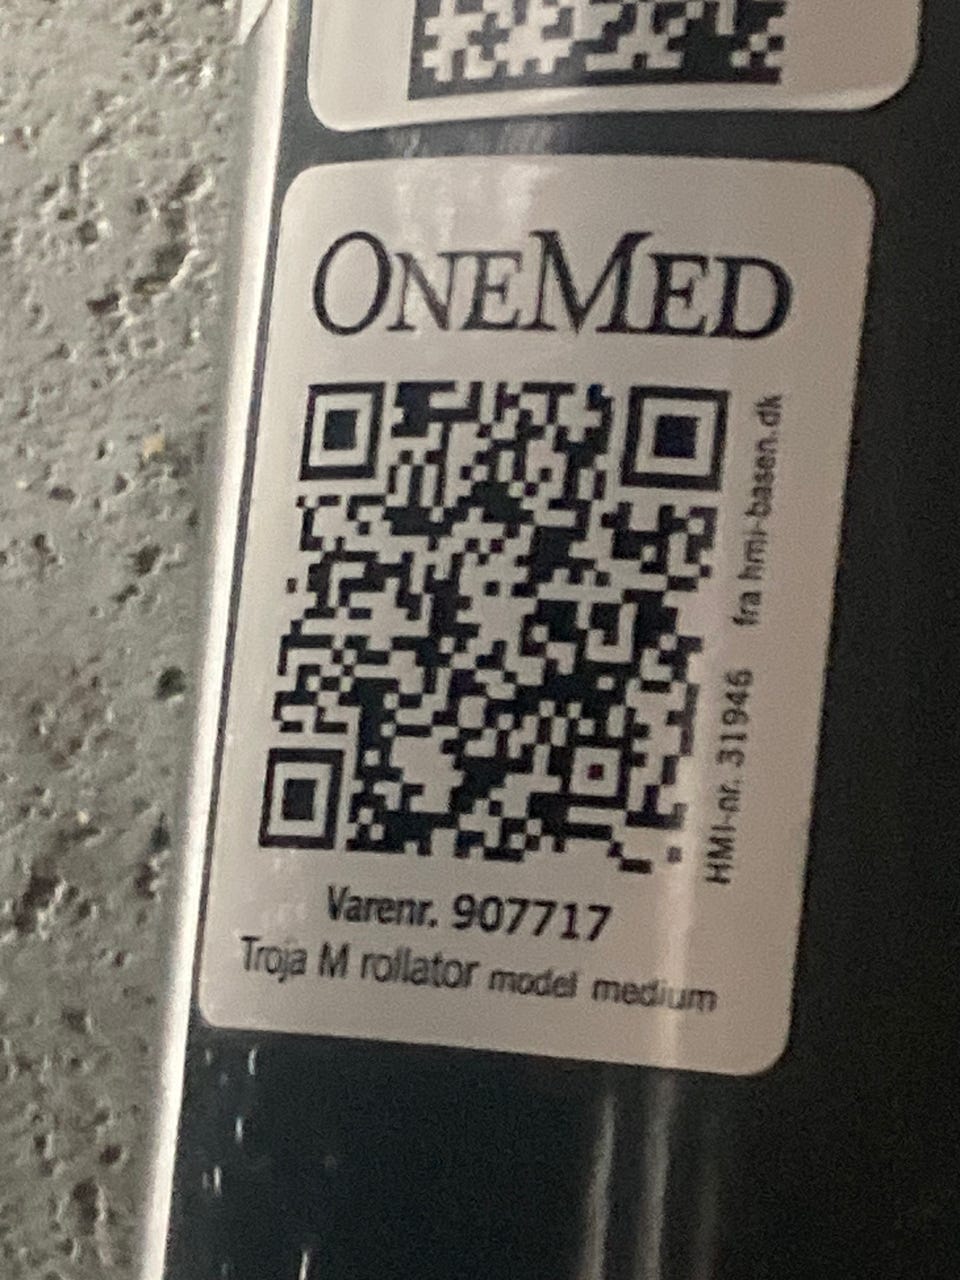 ONEMED
HMI-nr. 31946 fra hmi-basen.dk
Varenr. 907717
Troja M rollator model medium